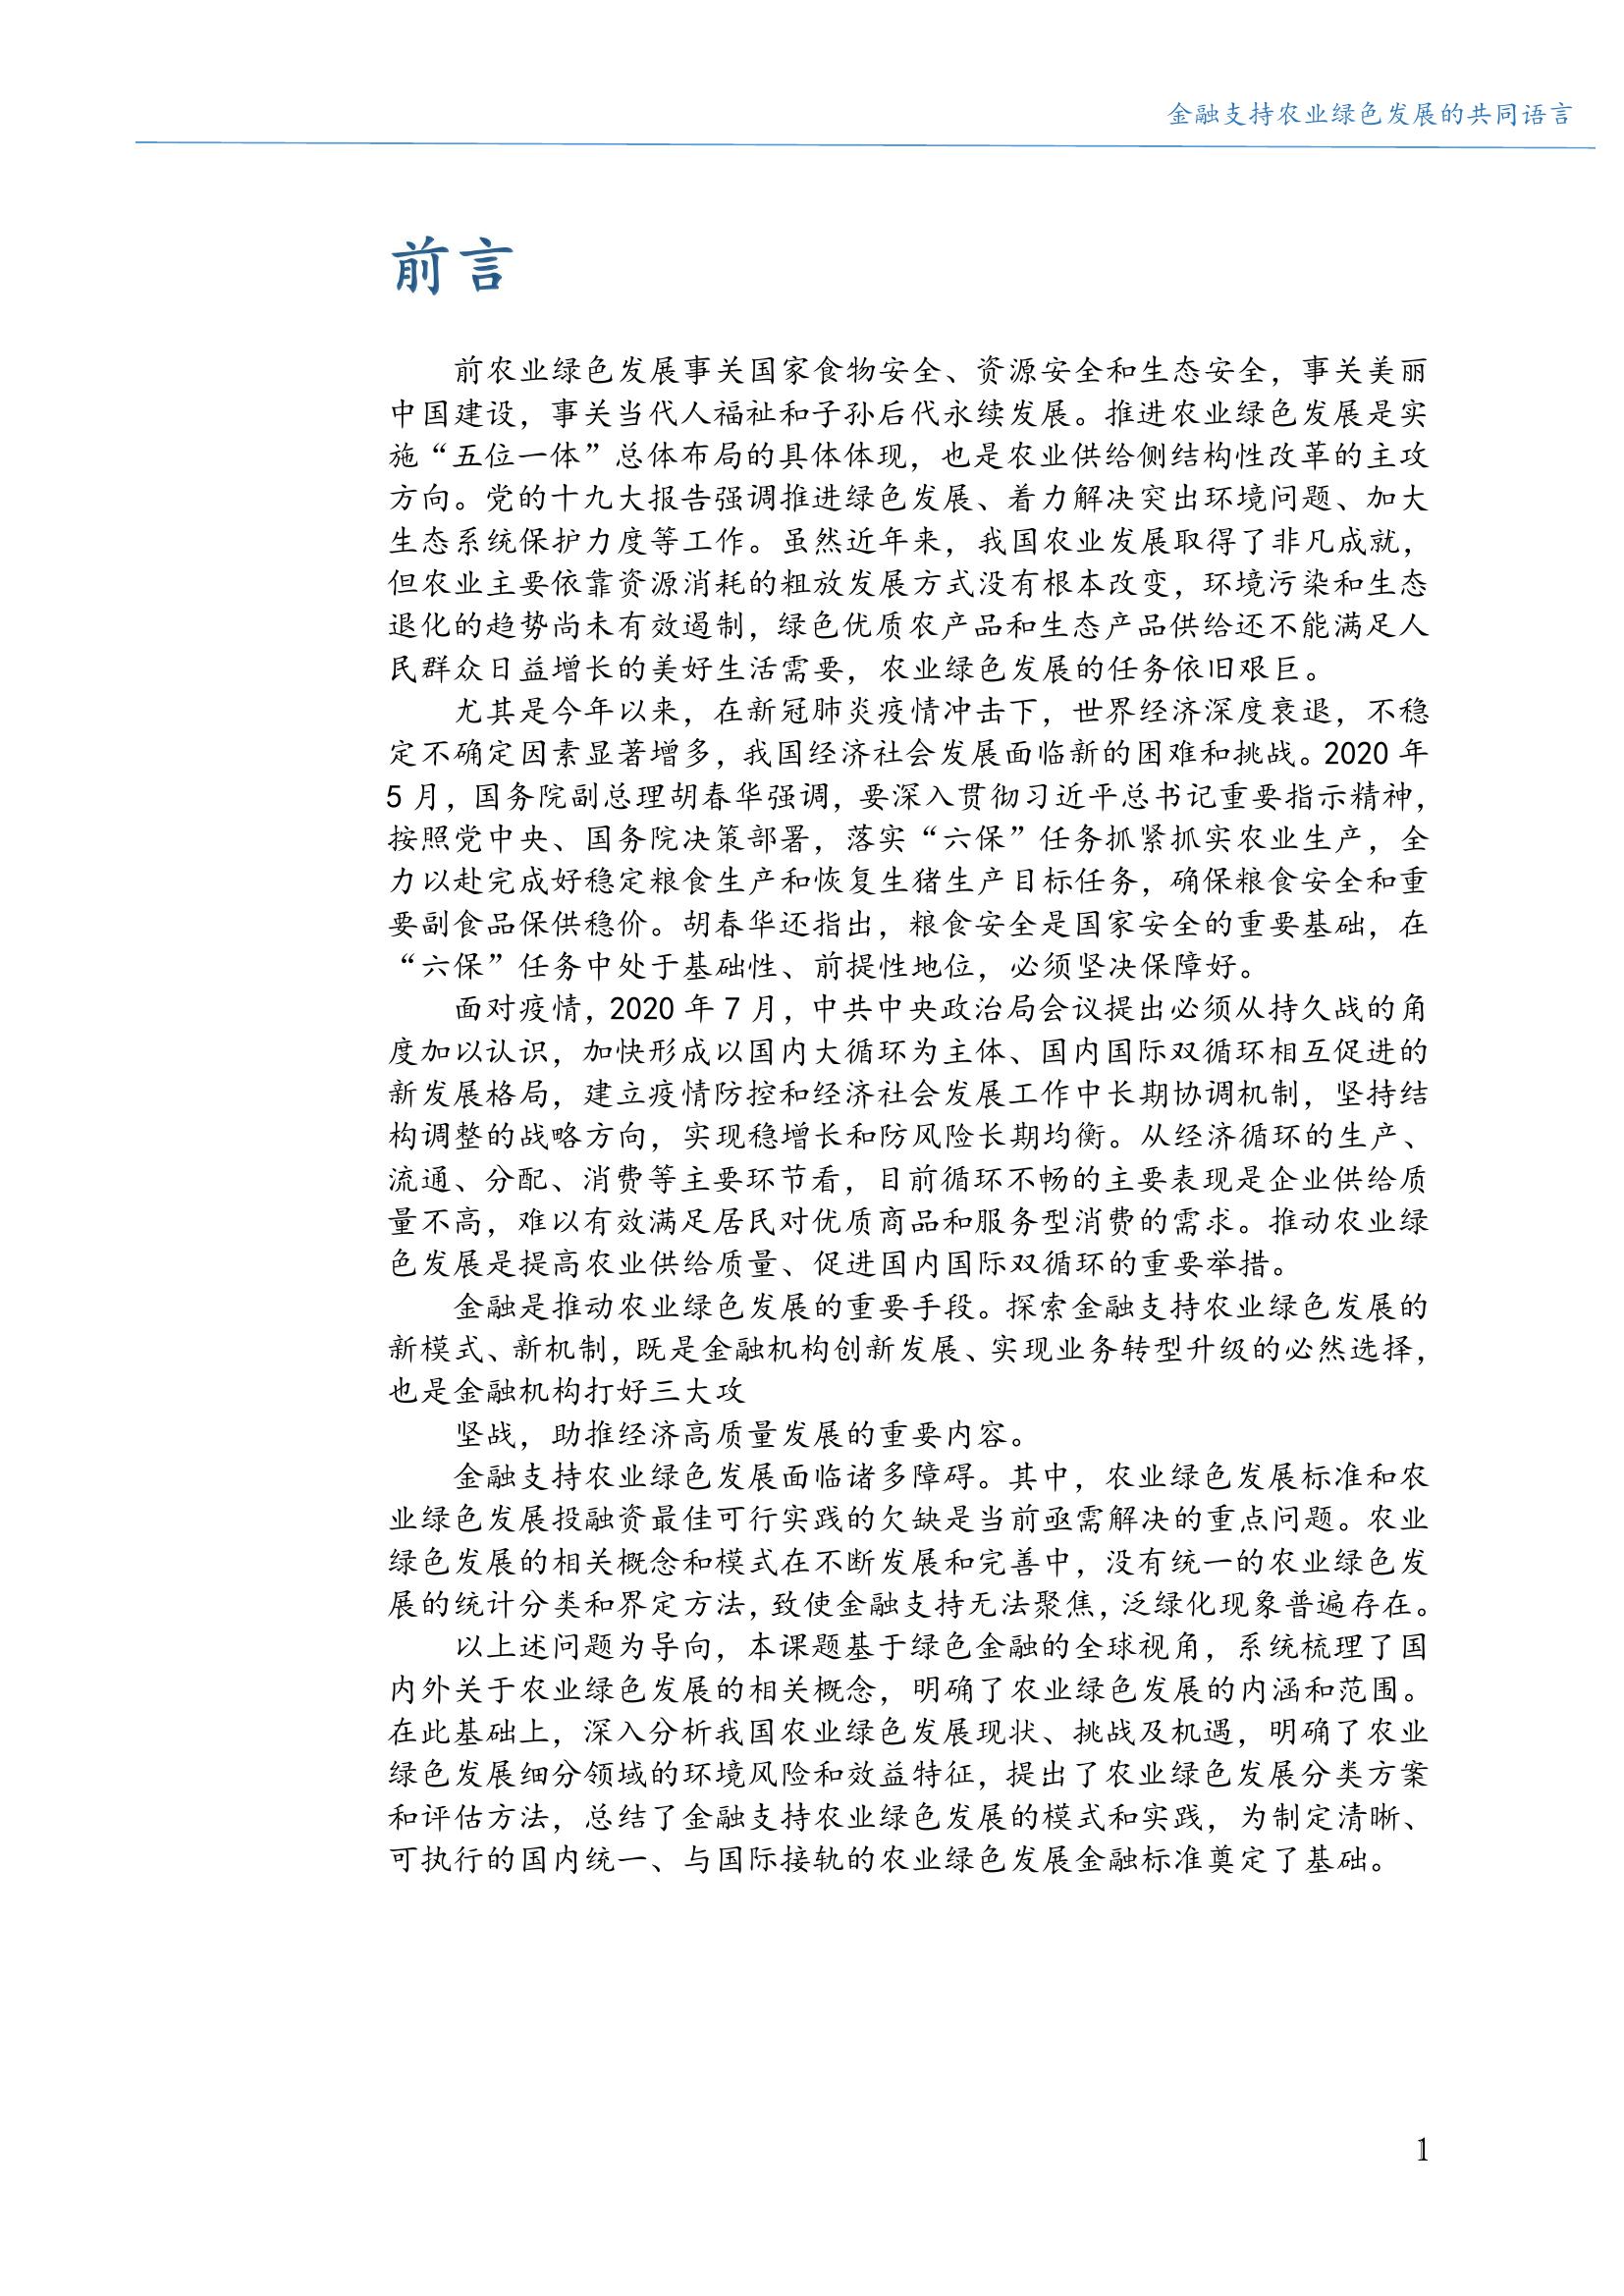 金融支持农业绿色发展的共同语言
前言
前农业绿色发展事关国家食物安全、资源安全和生态安全，事关美丽
中国建设，事关当代人福祉和子孙后代永续发展。推进农业绿色发展是实
施“五位一体”总体布局的具体体现，也是农业供给侧结构性改革的主攻
方向。党的十九大报告强调推进绿色发展、着力解决突出环境问题、加大
生态系统保护力度等工作。虽然近年来，我国农业发展取得了非凡成就，
但农业主要依靠资源消耗的粗放发展方式没有根本改变，环境污染和生态
退化的趋势尚未有效遏制，绿色优质农产品和生态产品供给还不能满足人
民群众日益增长的美好生活需要，农业绿色发展的任务依旧艰巨。
尤其是今年以来，在新冠肺炎疫情冲击下，世界经济深度衰退，不稳
定不确定因素显著增多，我国经济社会发展面临新的困难和挑战。2020 年
5 月，国务院副总理胡春华强调，要深入贯彻习近平总书记重要指示精神，
按照党中央、国务院决策部署，落实“六保”任务抓紧抓实农业生产，全
力以赴完成好稳定粮食生产和恢复生猪生产目标任务，确保粮食安全和重
要副食品保供稳价。胡春华还指出，粮食安全是国家安全的重要基础，在
“六保”任务中处于基础性、前提性地位，必须坚决保障好。
面对疫情，2020 年 7 月，中共中央政治局会议提出必须从持久战的角
度加以认识，加快形成以国内大循环为主体、国内国际双循环相互促进的
新发展格局，建立疫情防控和经济社会发展工作中长期协调机制，坚持结
构调整的战略方向，实现稳增长和防风险长期均衡。从经济循环的生产、
流通、分配、消费等主要环节看，目前循环不畅的主要表现是企业供给质
量不高，难以有效满足居民对优质商品和服务型消费的需求。推动农业绿
色发展是提高农业供给质量、促进国内国际双循环的重要举措。
金融是推动农业绿色发展的重要手段。探索金融支持农业绿色发展的
新模式、新机制，既是金融机构创新发展、实现业务转型升级的必然选择，
也是金融机构打好三大攻
坚战，助推经济高质量发展的重要内容。
金融支持农业绿色发展面临诸多障碍。其中，农业绿色发展标准和农
业绿色发展投融资最佳可行实践的欠缺是当前亟需解决的重点问题。农业
绿色发展的相关概念和模式在不断发展和完善中，没有统一的农业绿色发
展的统计分类和界定方法，致使金融支持无法聚焦，泛绿化现象普遍存在。
以上述问题为导向，本课题基于绿色金融的全球视角，系统梳理了国
内外关于农业绿色发展的相关概念，明确了农业绿色发展的内涵和范围。
在此基础上，深入分析我国农业绿色发展现状、挑战及机遇，明确了农业
绿色发展细分领域的环境风险和效益特征，提出了农业绿色发展分类方案
和评估方法，总结了金融支持农业绿色发展的模式和实践，为制定清晰、
可执行的国内统一、与国际接轨的农业绿色发展金融标准奠定了基础。
1